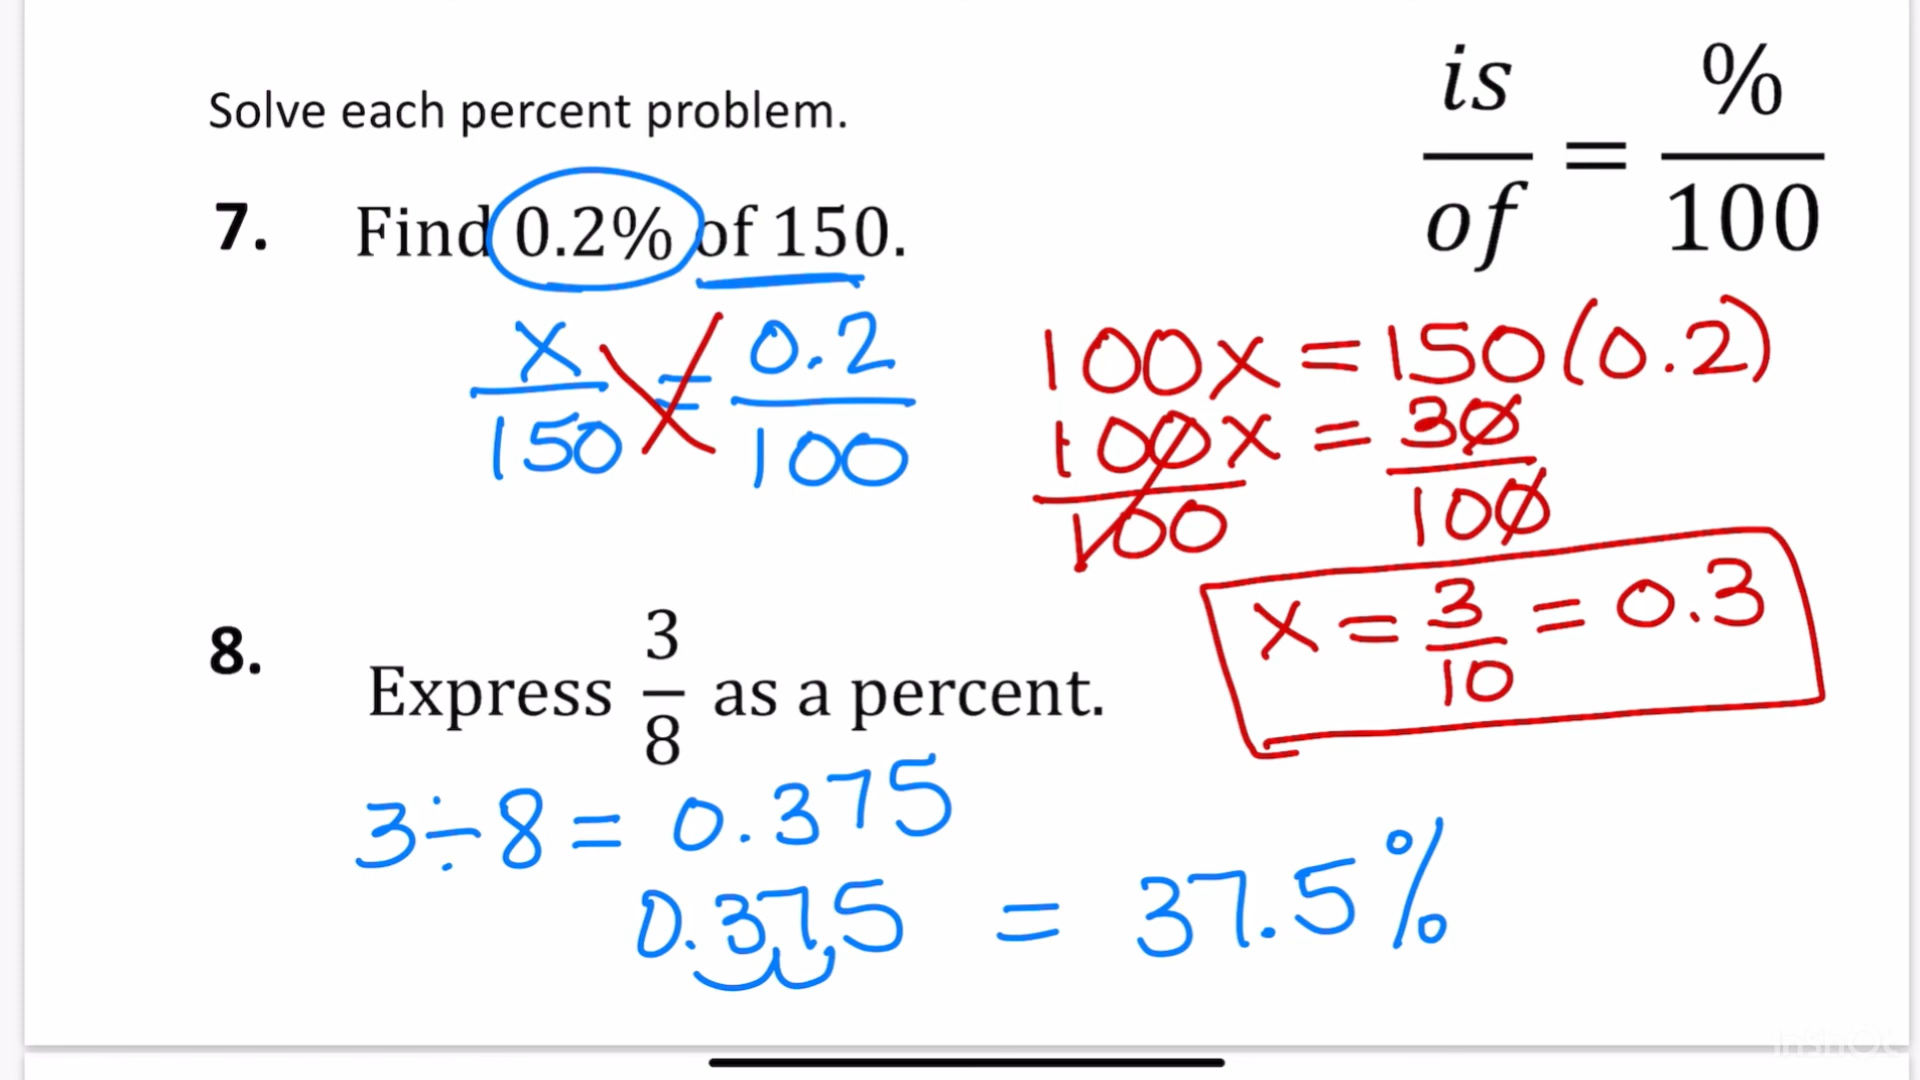 Solve each percent problem.
is/of = %/100
7. Find 0.2% of 150.
x/150 = 0.2/100
100x = 150(0.2)
100x/100 = 30/100
x = 3/10 = 0.3
8. Express 3/8 as a percent.
3÷8 = 0.375
0.375 = 37.5%